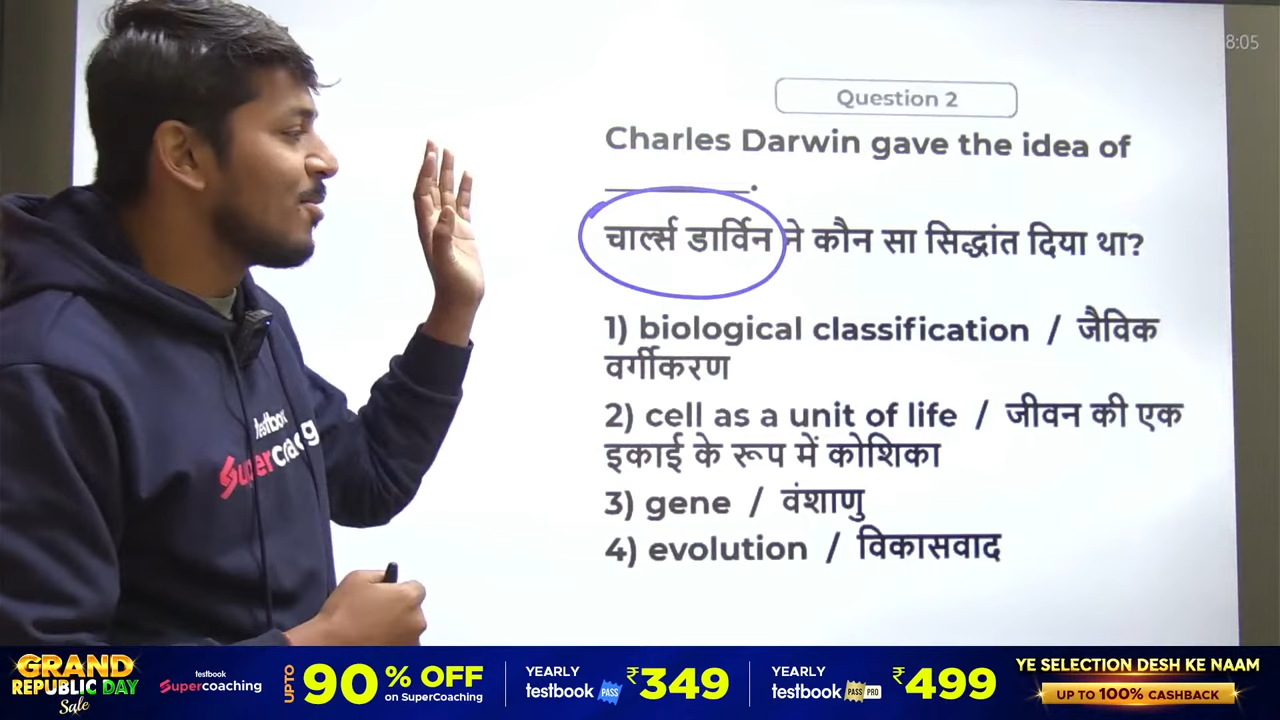 8:05
Question 2
Charles Darwin gave the idea of
_________.
चार्ल्स डार्विन ने कौन सा सिद्धांत दिया था?
1) biological classification / जैविक
वर्गीकरण
2) cell as a unit of life / जीवन की एक
इकाई के रूप में कोशिका
3) gene / वंशाणु
4) evolution / विकासवाद
testbook
Supercoaching
GRAND
REPUBLIC DAY
Sale
testbook
Supercoaching
UPTO
90% OFF
on SuperCoaching
YEARLY
testbook PASS
₹349
YEARLY
testbook PASS PRO
₹499
YE SELECTION DESH KE NAAM
UP TO 100% CASHBACK